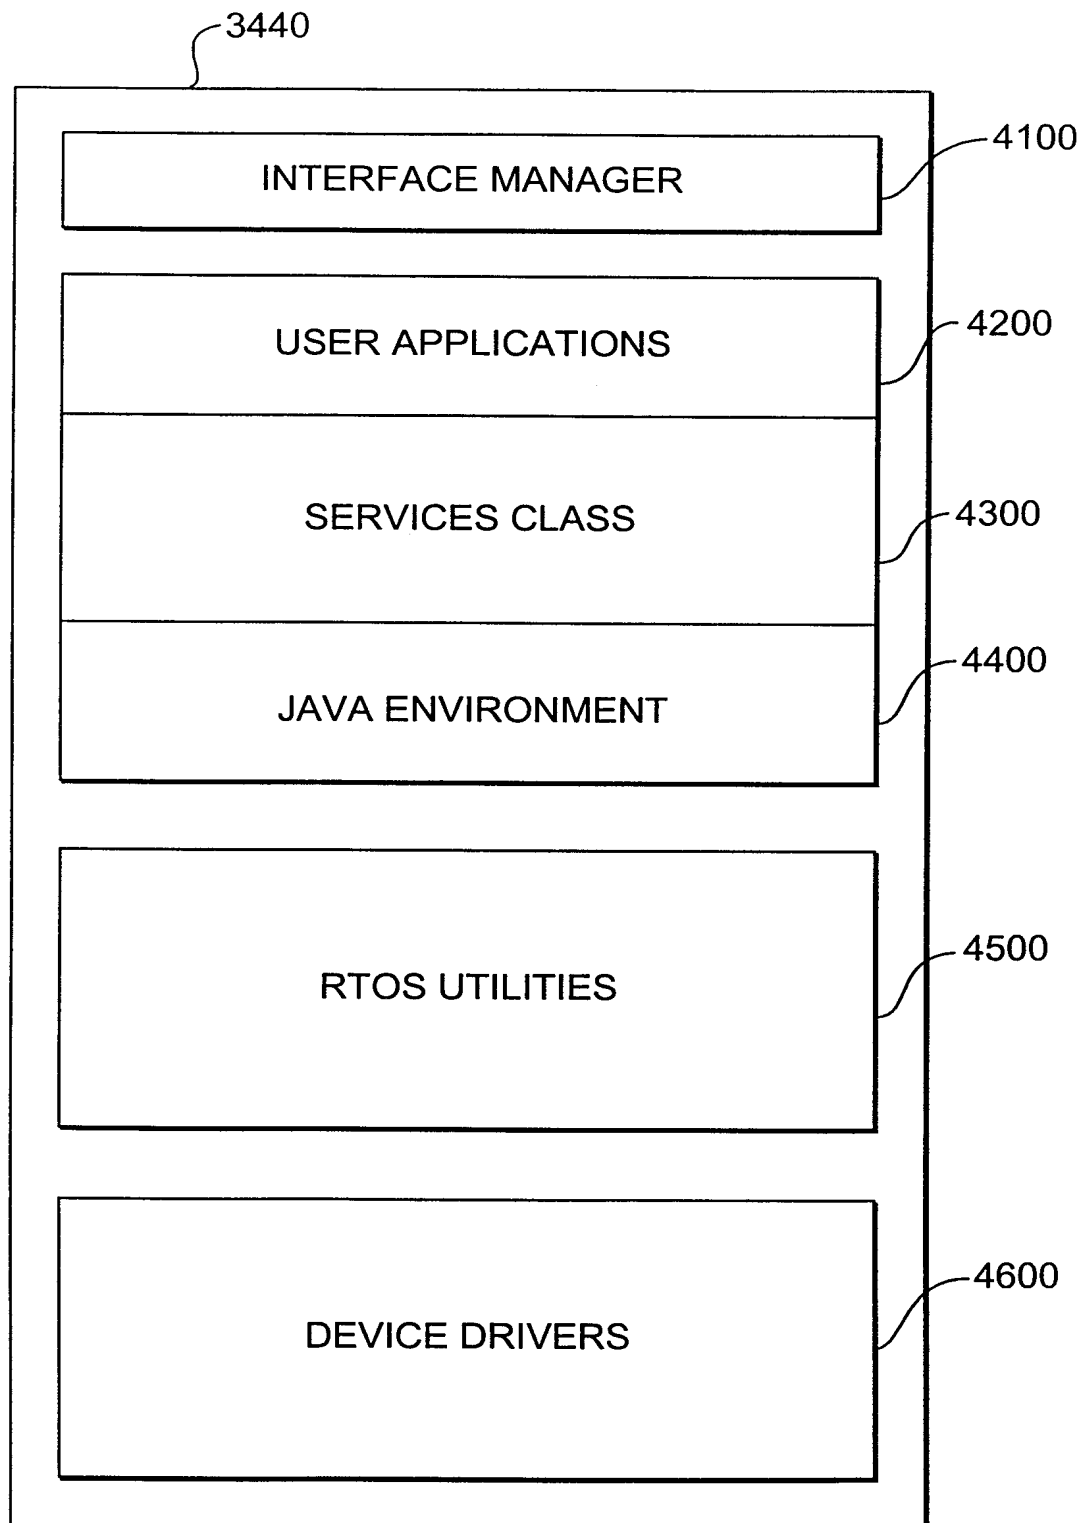 3440
INTERFACE MANAGER
4100
USER APPLICATIONS
4200
SERVICES CLASS
4300
JAVA ENVIRONMENT
4400
RTOS UTILITIES
4500
DEVICE DRIVERS
4600